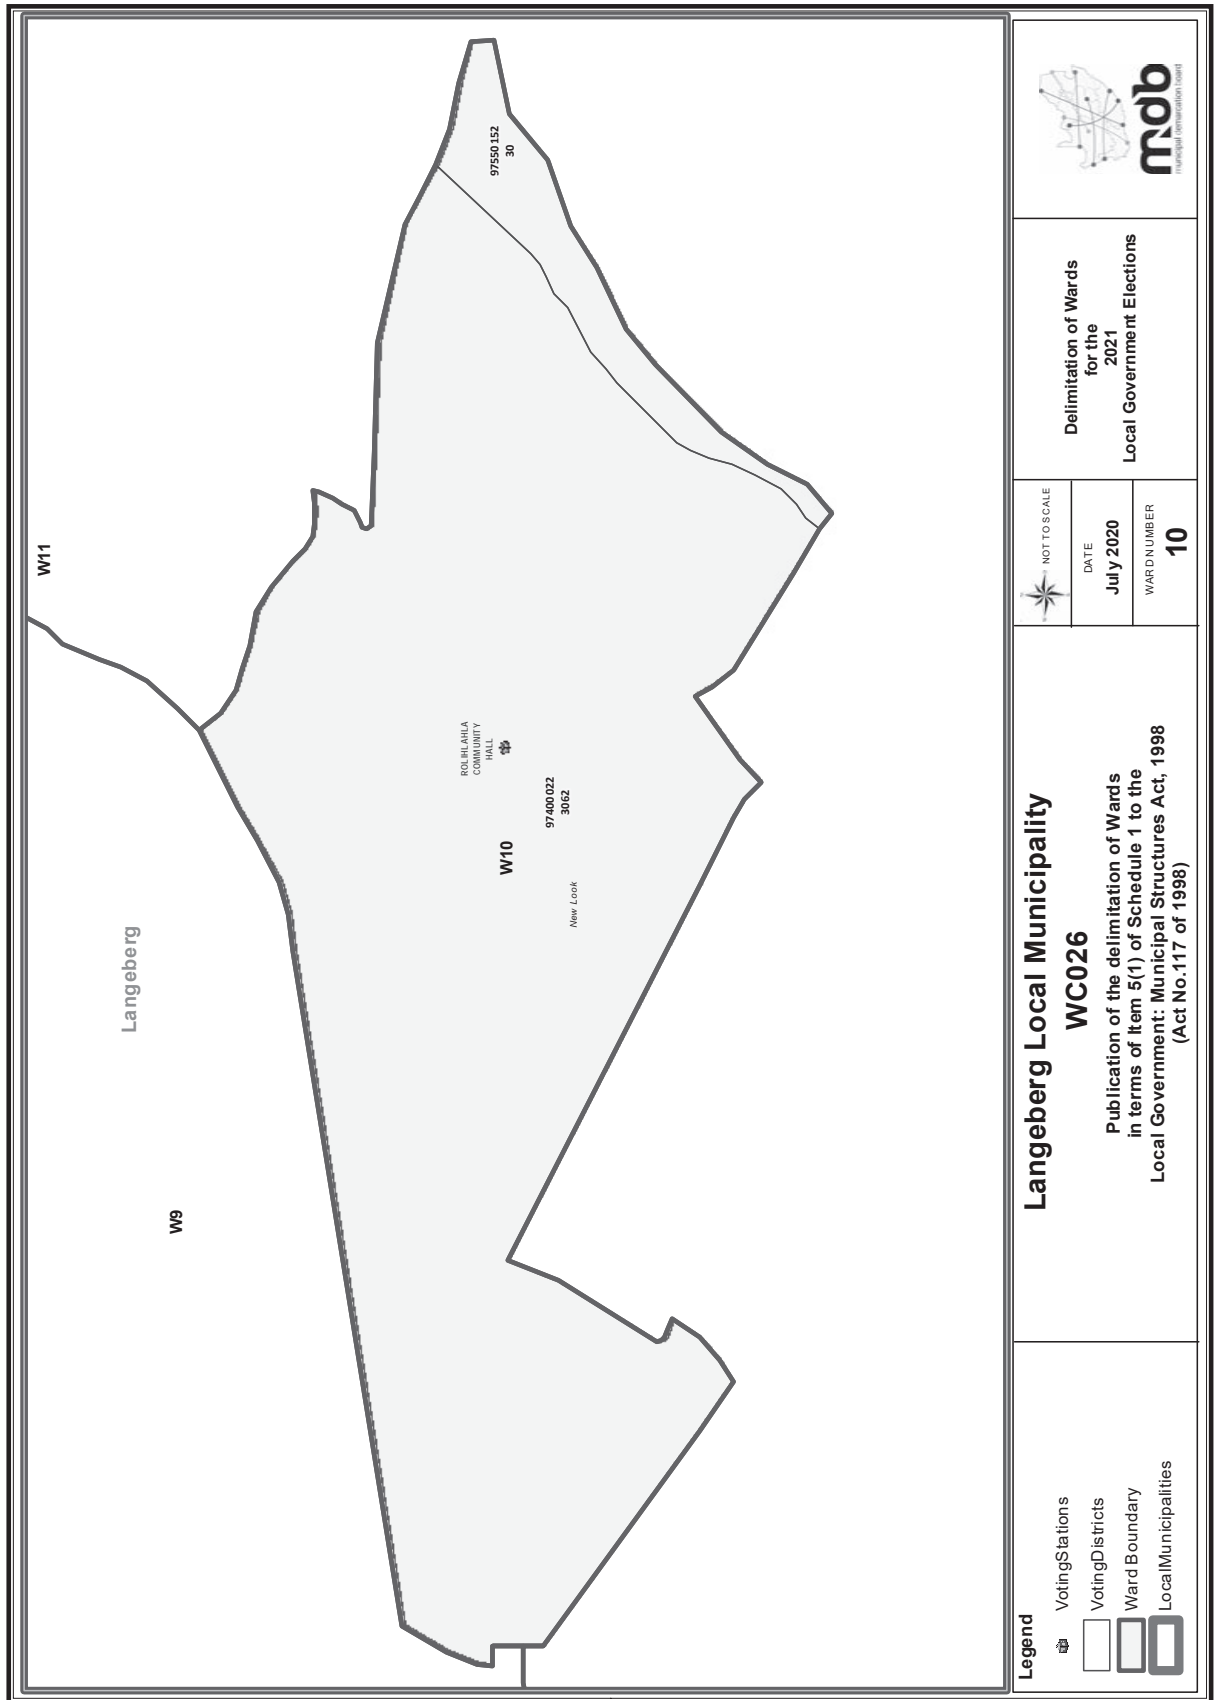 W11
Langeberg
W9
97550152
30
ROLIHLAHLA
COMMUNITY
HALL
97400022
3062
W10
New Look
Legend
VotingStations
VotingDistricts
Ward Boundary
LocalMunicipalities
Langeberg Local Municipality
WC026
Publication of the delimitation of Wards
in terms of Item 5(1) of Schedule 1 to the
Local Government: Municipal Structures Act, 1998
(Act No.117 of 1998)
NOT TO SCALE
DATE
July 2020
WARD NUMBER
10
Delimitation of Wards
for the
2021
Local Government Elections
mdb
municipal demarcation board